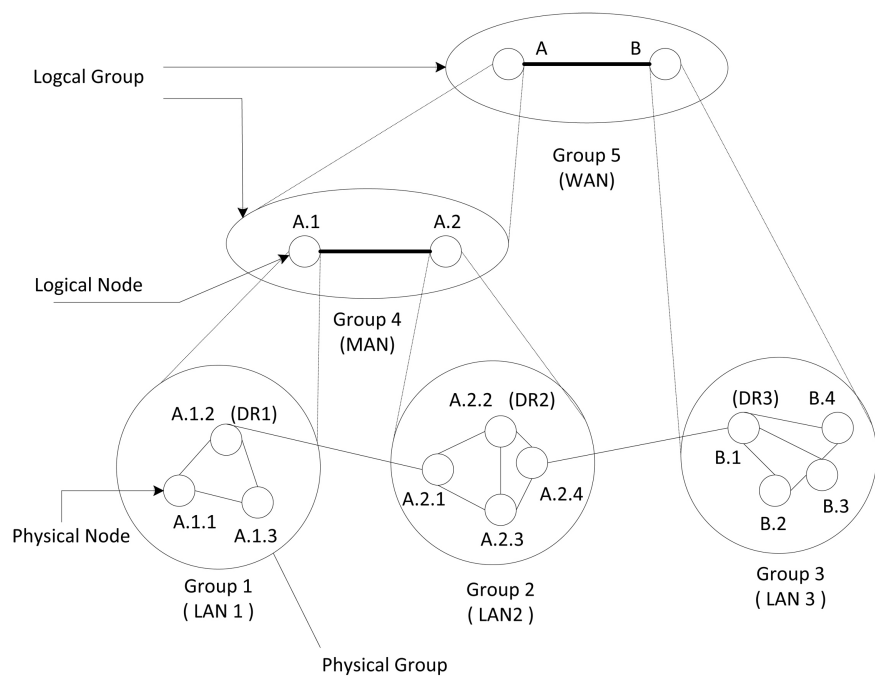 A B
Logcal Group
Group 5
(WAN)
A.1 A.2
Logical Node
Group 4
(MAN)
A.1.2 (DR1)
A.2.2 (DR2)
(DR3) B.4
B.1
A.2.1 A.2.4
A.1.1 A.1.3
A.2.3
B.2 B.3
Physical Node
Group 1
( LAN 1 )
Group 2
( LAN2 )
Group 3
( LAN 3 )
Physical Group